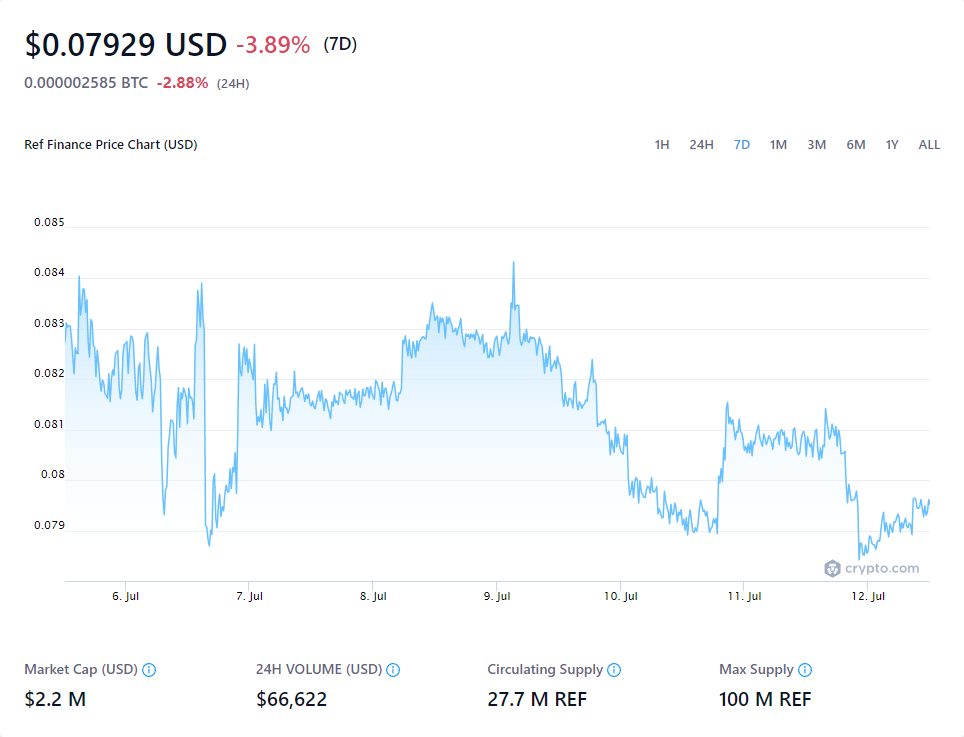 $0.07929 USD -3.89% (7D)
0.000002585 BTC -2.88% (24H)
Ref Finance Price Chart (USD) 1H 24H 7D 1M 3M 6M 1Y ALL
0.085
0.084
0.083
0.082
0.081
0.08
0.079
crypto.com
6. Jul 7. Jul 8. Jul 9. Jul 10. Jul 11. Jul 12. Jul
Market Cap (USD) 24H VOLUME (USD) Circulating Supply Max Supply
$2.2 M $66,622 27.7 M REF 100 M REF